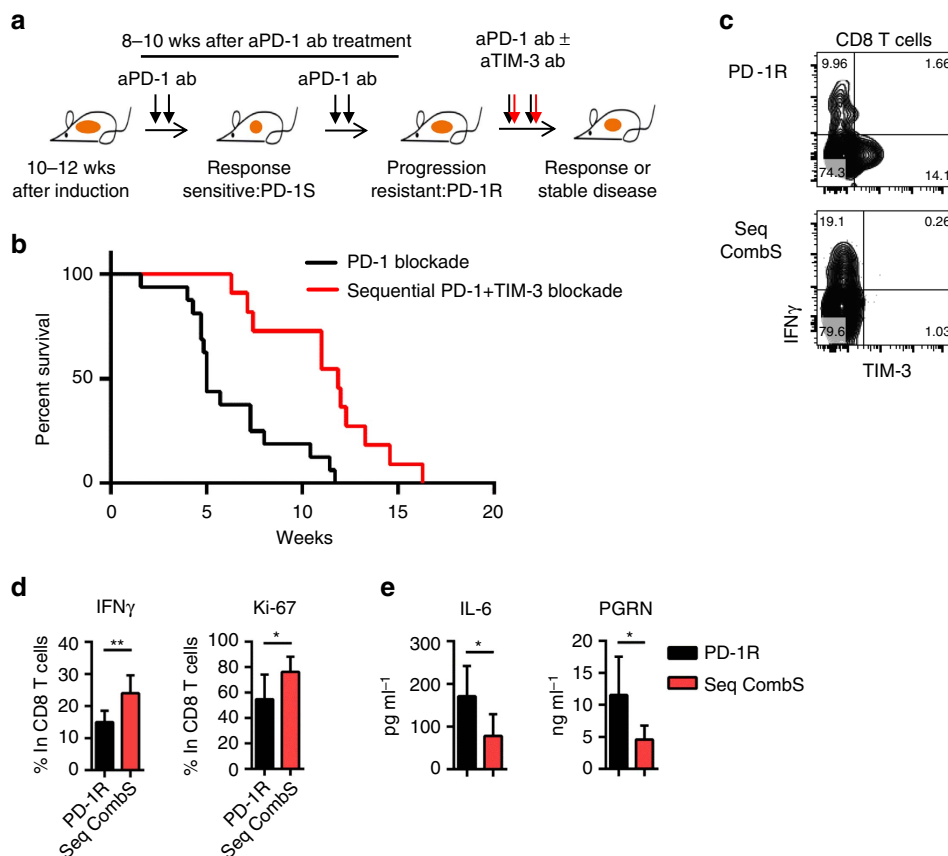 a
8–10 wks after aPD-1 ab treatment
aPD-1 ab
aPD-1 ab
aPD-1 ab ±
aTIM-3 ab
10–12 wks
after induction
Response
sensitive:PD-1S
Progression
resistant:PD-1R
Response or
stable disease
b
PD-1 blockade
Sequential PD-1+TIM-3 blockade
Percent survival
100
50
0
0 5 10 15 20
Weeks
c
CD8 T cells
PD-1R
9.96 1.66
74.3 14.1
Seq
CombS
19.1 0.26
79.6 1.03
IFNγ
TIM-3
d
IFNγ
% In CD8 T cells
40
30
20
10
0
PD-1R
Seq CombS
**
Ki-67
% In CD8 T cells
100
80
60
40
20
0
PD-1R
Seq CombS
*
e
IL-6
pg ml⁻¹
300
200
100
0
*
PGRN
ng ml⁻¹
20
15
10
5
0
*
PD-1R
Seq CombS